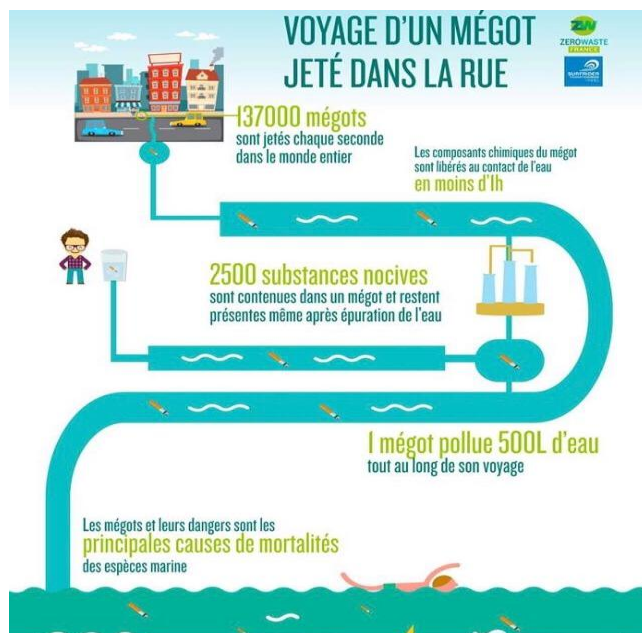 VOYAGE D'UN MÉGOT
JETÉ DANS LA RUE
ZW
ZEROWASTE
FRANCE
SURFRIDER
137000 mégots
sont jetés chaque seconde
dans le monde entier
Les composants chimiques du mégot
sont libérés au contact de l'eau
en moins d'1h
2500 substances nocives
sont contenues dans un mégot et restent
présentes même après épuration de l'eau
1 mégot pollue 500L d'eau
tout au long de son voyage
Les mégots et leurs dangers sont les
principales causes de mortalités
des espèces marine